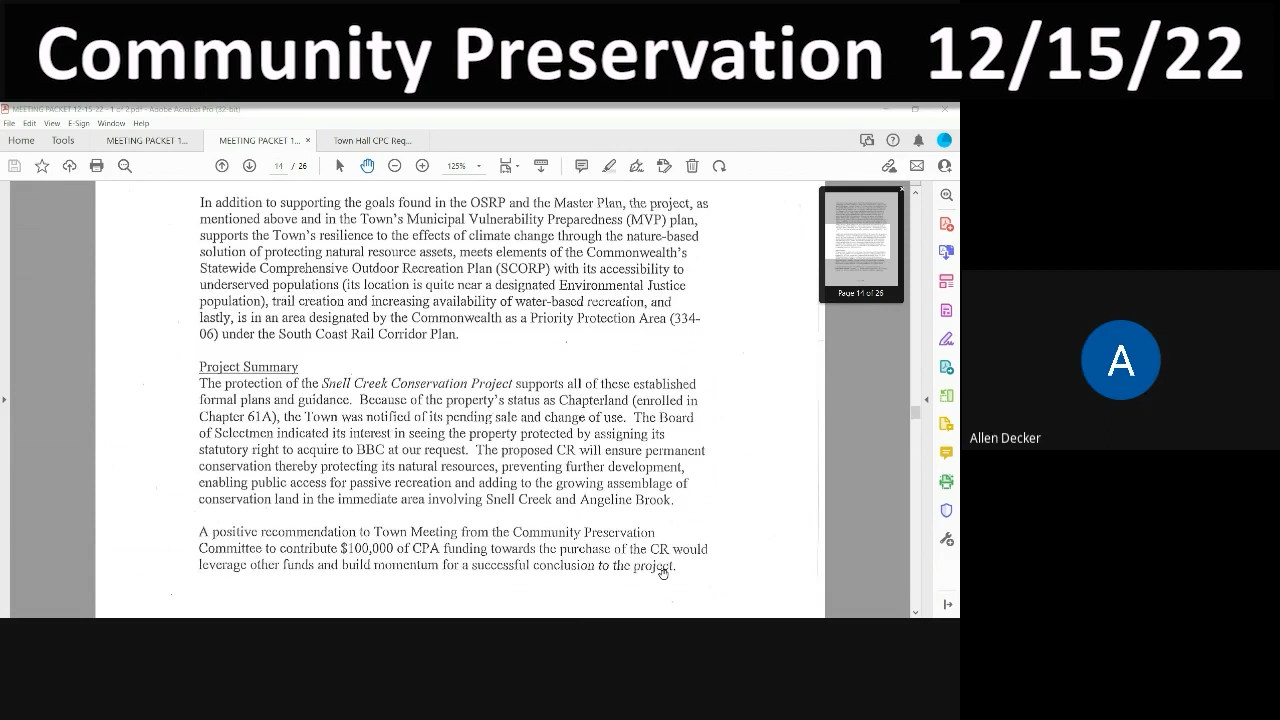 Community Preservation 12/15/22
MEETING PACKET 12-15-22 - 1 of 2.pdf - Adobe Acrobat Pro (32-bit)
File Edit View E-Sign Window Help
Home Tools MEETING PACKET 1... MEETING PACKET 1... × Town Hall CPC Req...
14 / 26 125%
In addition to supporting the goals found in the OSRP and the Master Plan, the project, as
mentioned above and in the Town's Municipal Vulnerability Preparedness (MVP) plan,
supports the Town's resilience to the effects of climate change through the nature-based
solution of protecting natural resource assets, meets elements of the Commonwealth's
Statewide Comprehensive Outdoor Recreation Plan (SCORP) with its accessibility to
underserved populations (its location is quite near a designated Environmental Justice
population), trail creation and increasing availability of water-based recreation, and
lastly, is in an area designated by the Commonwealth as a Priority Protection Area (334-
06) under the South Coast Rail Corridor Plan.
Project Summary
The protection of the Snell Creek Conservation Project supports all of these established
formal plans and guidance. Because of the property's status as Chapterland (enrolled in
Chapter 61A), the Town was notified of its pending sale and change of use. The Board
of Selectmen indicated its interest in seeing the property protected by assigning its
statutory right to acquire to BBC at our request. The proposed CR will ensure permanent
conservation thereby protecting its natural resources, preventing further development,
enabling public access for passive recreation and adding to the growing assemblage of
conservation land in the immediate area involving Snell Creek and Angeline Brook.
A positive recommendation to Town Meeting from the Community Preservation
Committee to contribute $100,000 of CPA funding towards the purchase of the CR would
leverage other funds and build momentum for a successful conclusion to the project.
Page 14 of 26
A
Allen Decker